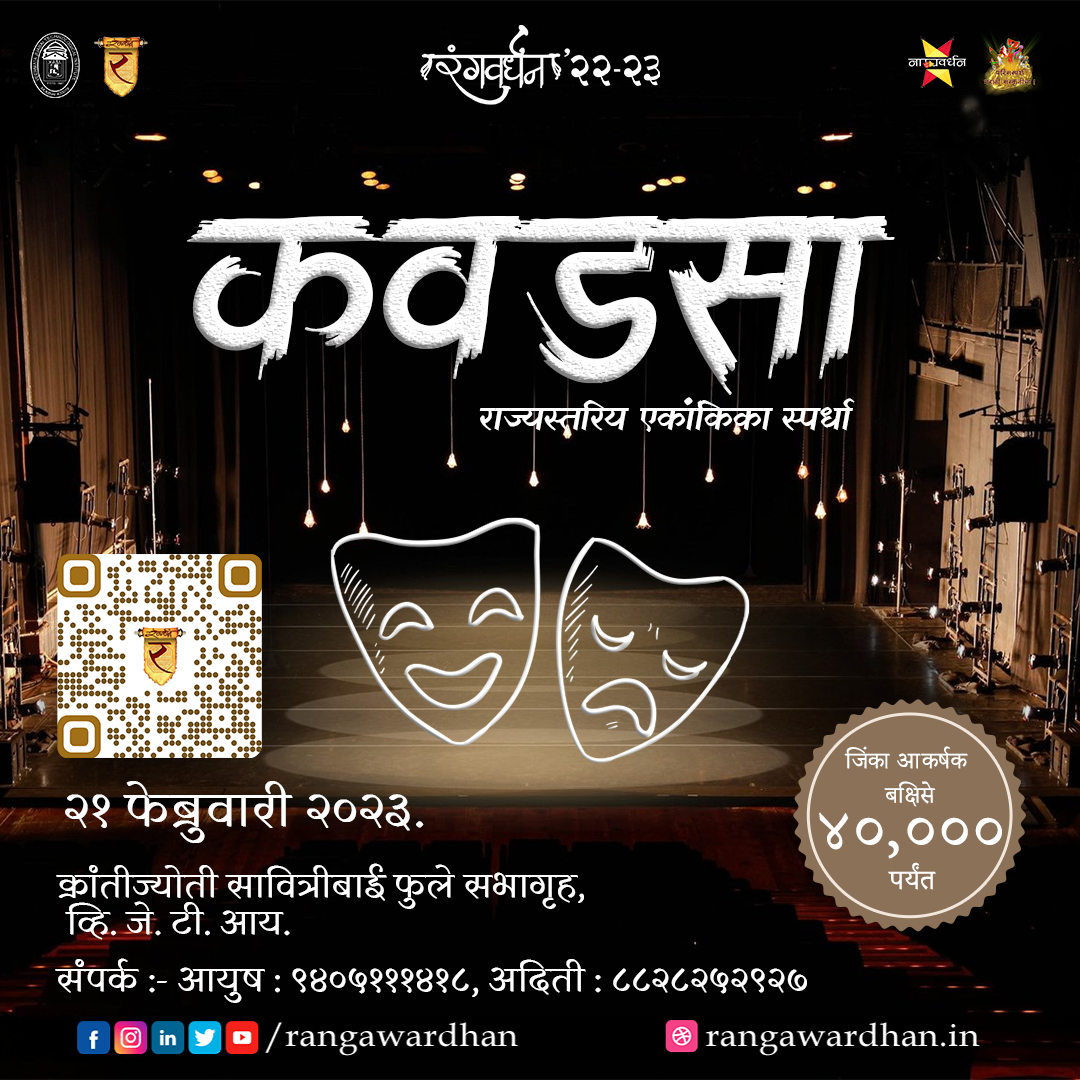 रंगवर्धन '२२-२३
र
नाट्यवर्धन
कवडसा
राज्यस्तरिय एकांकिका स्पर्धा
र
जिंका आकर्षक
बक्षिसे
४०,०००
पर्यंत
२१ फेब्रुवारी २०२३.
क्रांतीज्योती सावित्रीबाई फुले सभागृह,
व्हि. जे. टी. आय.
संपर्क :- आयुष : ९४०५१११४१८, अदिती : ८८२८२५२९२७
/rangawardhan
rangawardhan.in